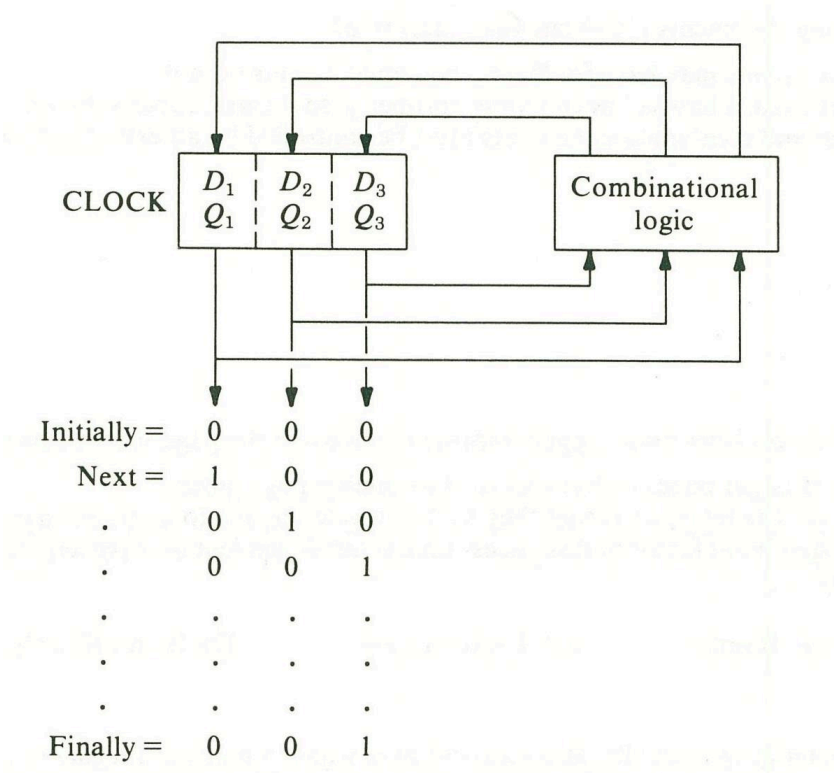 CLOCK
D1 D2 D3
Q1 Q2 Q3
Combinational
logic
Initially = 0 0 0
Next = 1 0 0
. 0 1 0
. 0 0 1
. . . .
. . . .
. . . .
Finally = 0 0 1